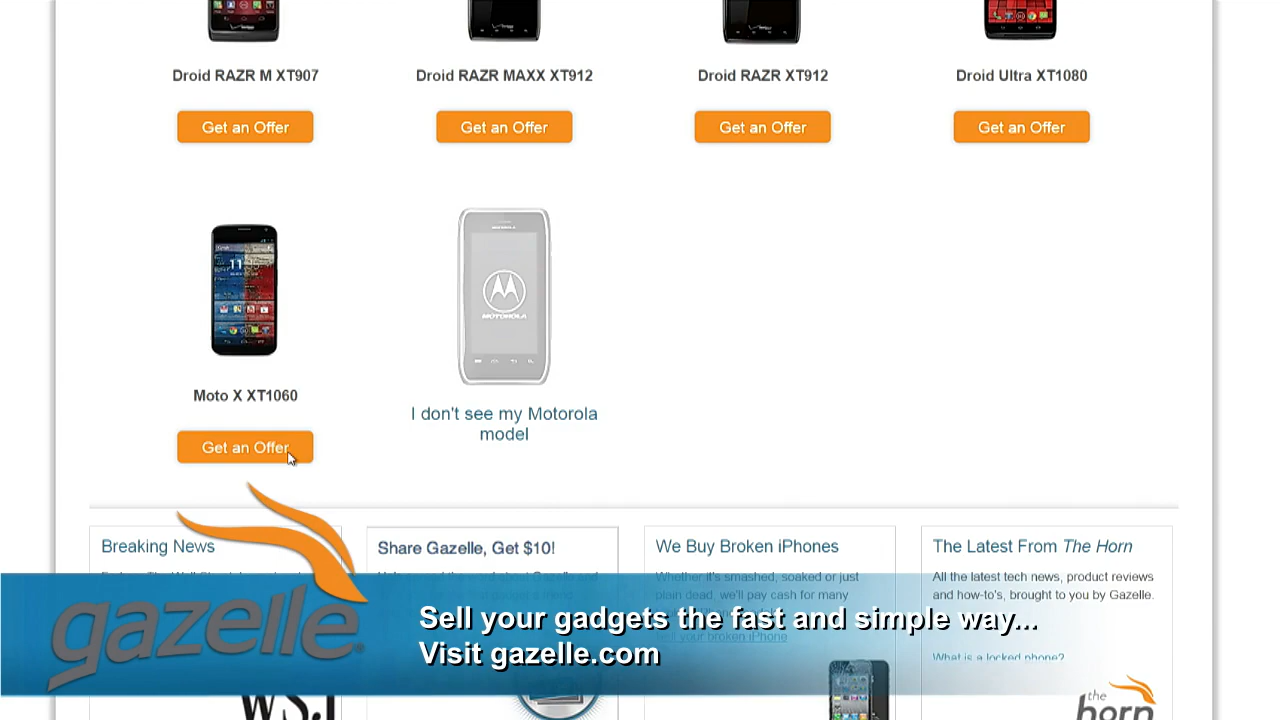 Droid RAZR M XT907
Droid RAZR MAXX XT912
Droid RAZR XT912
Droid Ultra XT1080
Get an Offer
Get an Offer
Get an Offer
Get an Offer
MOTOROLA
Moto X XT1060
I don't see my Motorola
model
Get an Offer
Breaking News
Share Gazelle, Get $10!
We Buy Broken iPhones
Whether it's smashed, soaked or just
plain dead, we'll pay cash for many
Sell your broken iPhone
The Latest From The Horn
All the latest tech news, product reviews
and how-to's, brought to you by Gazelle.
What is a locked phone?
gazelle
Sell your gadgets the fast and simple way...
Visit gazelle.com
WSJ
the
horn